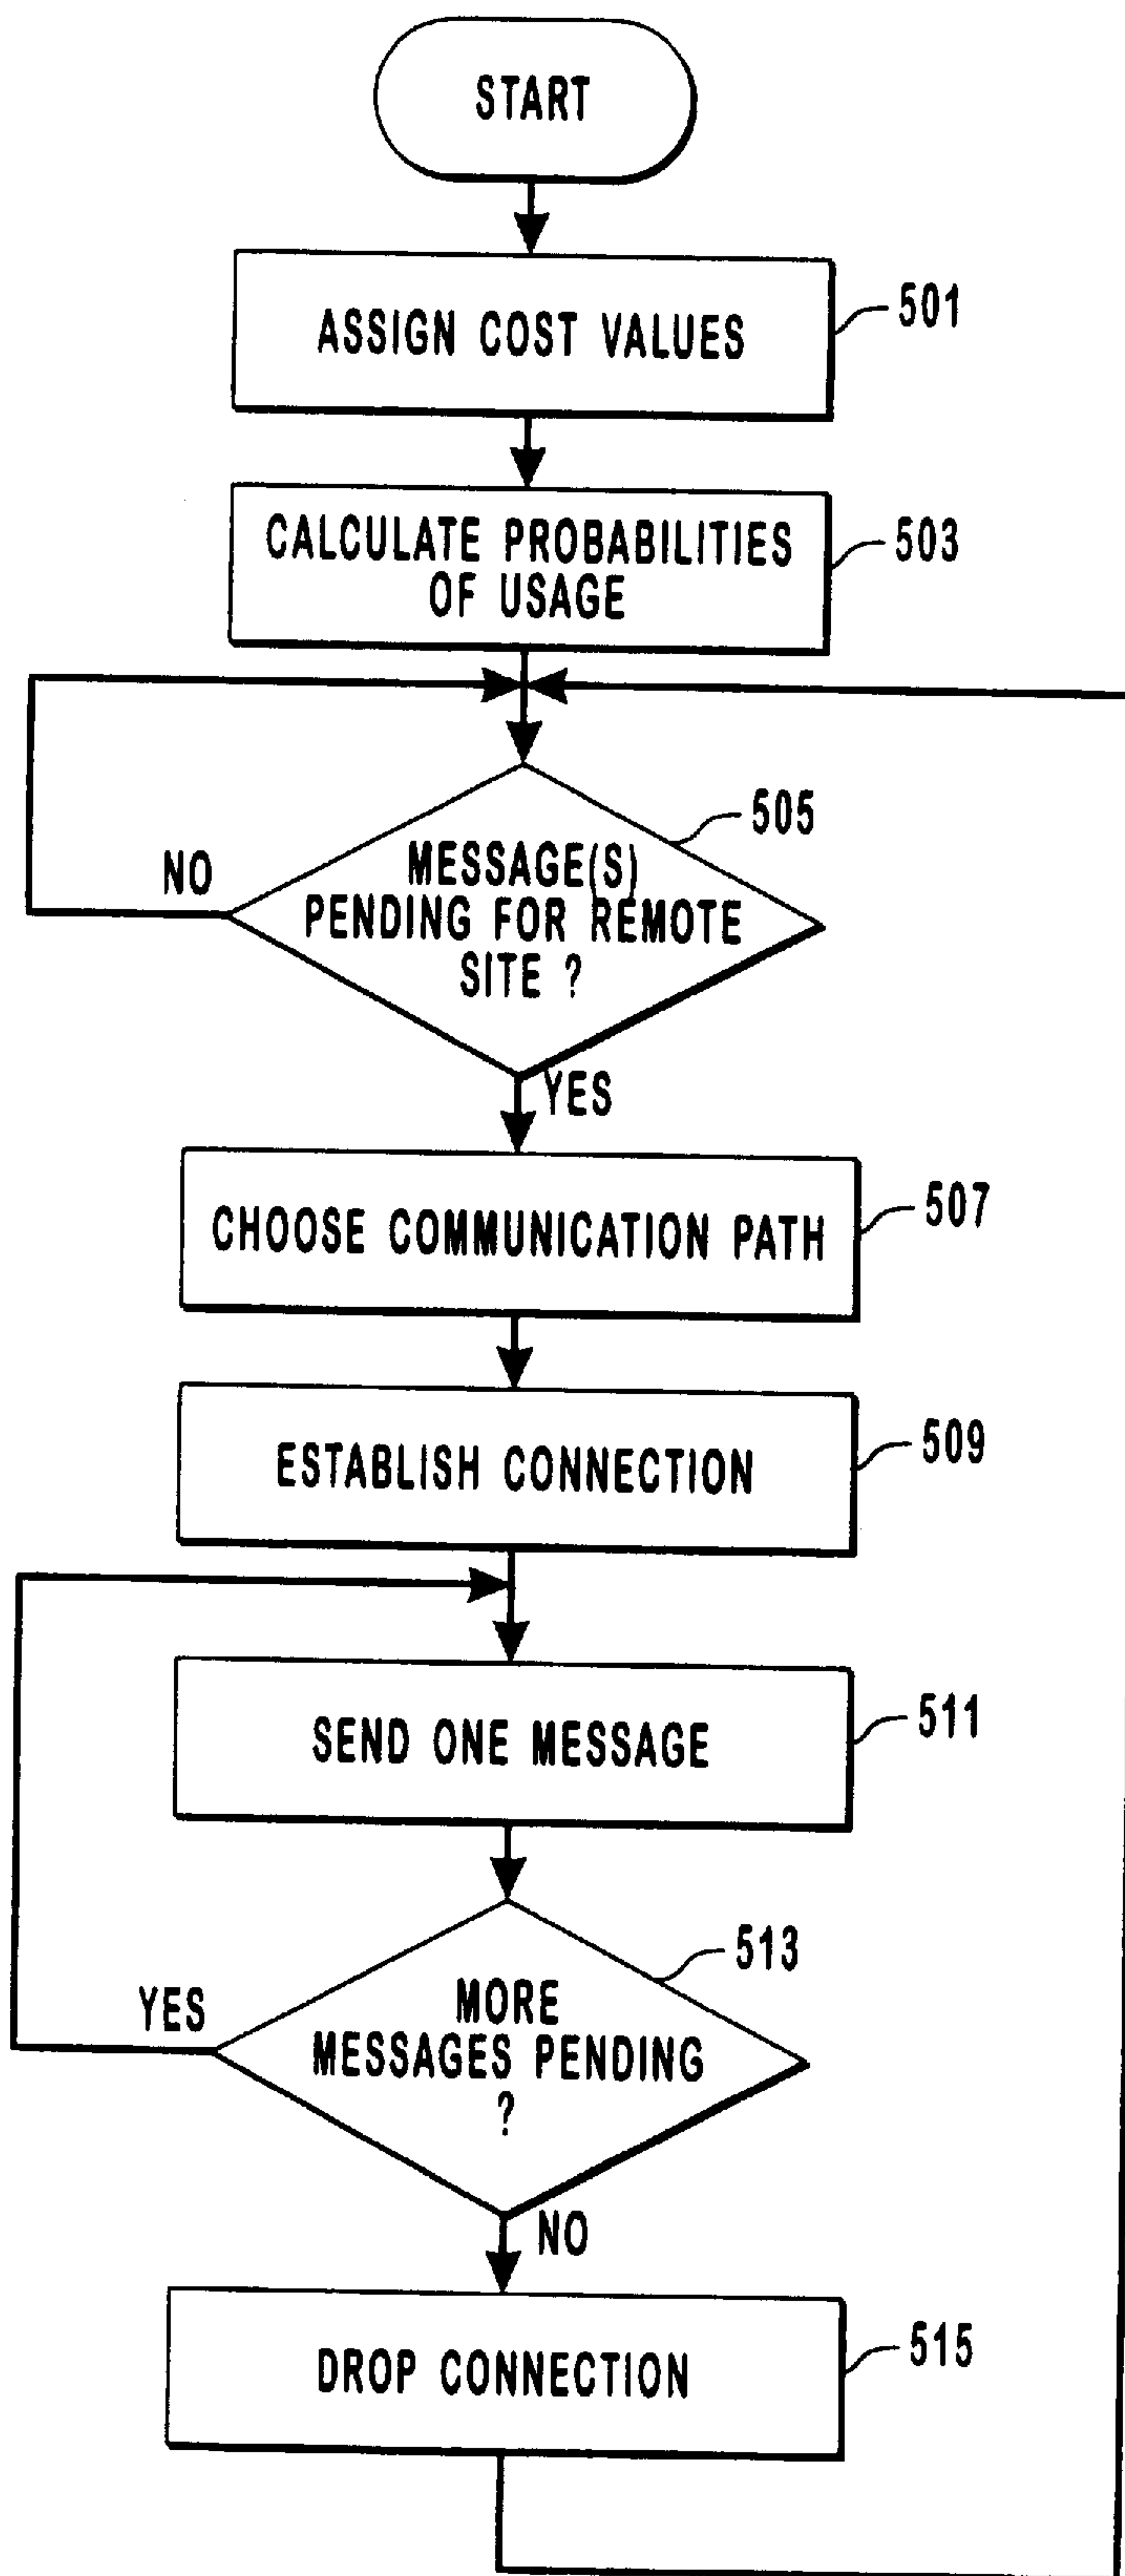 START
ASSIGN COST VALUES
501
CALCULATE PROBABILITIES
OF USAGE
503
505
MESSAGE(S)
PENDING FOR REMOTE
SITE ?
NO
YES
CHOOSE COMMUNICATION PATH
507
ESTABLISH CONNECTION
509
SEND ONE MESSAGE
511
513
MORE
MESSAGES PENDING
?
YES
NO
DROP CONNECTION
515